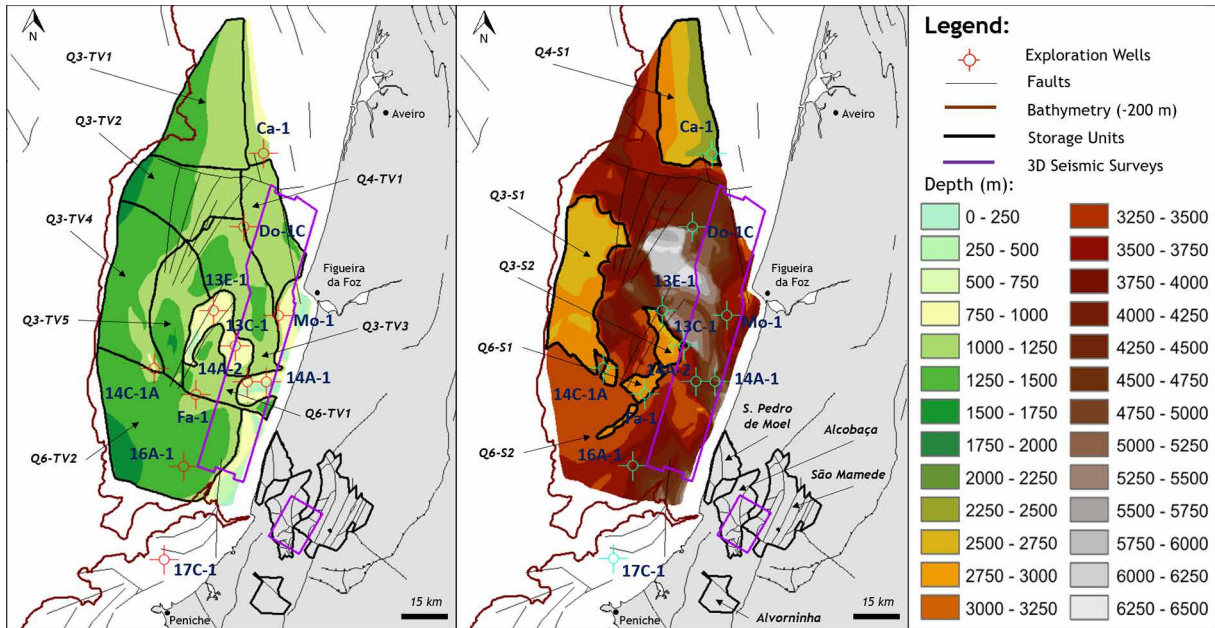 N
Q3-TV1
Q3-TV2
Aveiro
Ca-1
Q4-TV1
Q3-TV4
Do-1C
13E-1
Figueira
da Foz
Q3-TV5
13C-1
Mo-1
Q3-TV3
14A-2
14A-1
14C-1A
Fa-1
Q6-TV1
16A-1
Q6-TV2
17C-1
Peniche
15 km
N
Q4-S1
Aveiro
Ca-1
Q3-S1
Do-1C
Q3-S2
13E-1
Figueira
da Foz
13C-1
Mo-1
Q6-S1
14A-2
14A-1
14C-1A
Fa-1
S. Pedro
de Moel
Alcobaça
16A-1
Q6-S2
São Mamede
17C-1
Peniche
Alvorninha
15 km
Legend:
Exploration Wells
Faults
Bathymetry (-200 m)
Storage Units
3D Seismic Surveys
Depth (m):
0 - 250
250 - 500
500 - 750
750 - 1000
1000 - 1250
1250 - 1500
1500 - 1750
1750 - 2000
2000 - 2250
2250 - 2500
2500 - 2750
2750 - 3000
3000 - 3250
3250 - 3500
3500 - 3750
3750 - 4000
4000 - 4250
4250 - 4500
4500 - 4750
4750 - 5000
5000 - 5250
5250 - 5500
5500 - 5750
5750 - 6000
6000 - 6250
6250 - 6500